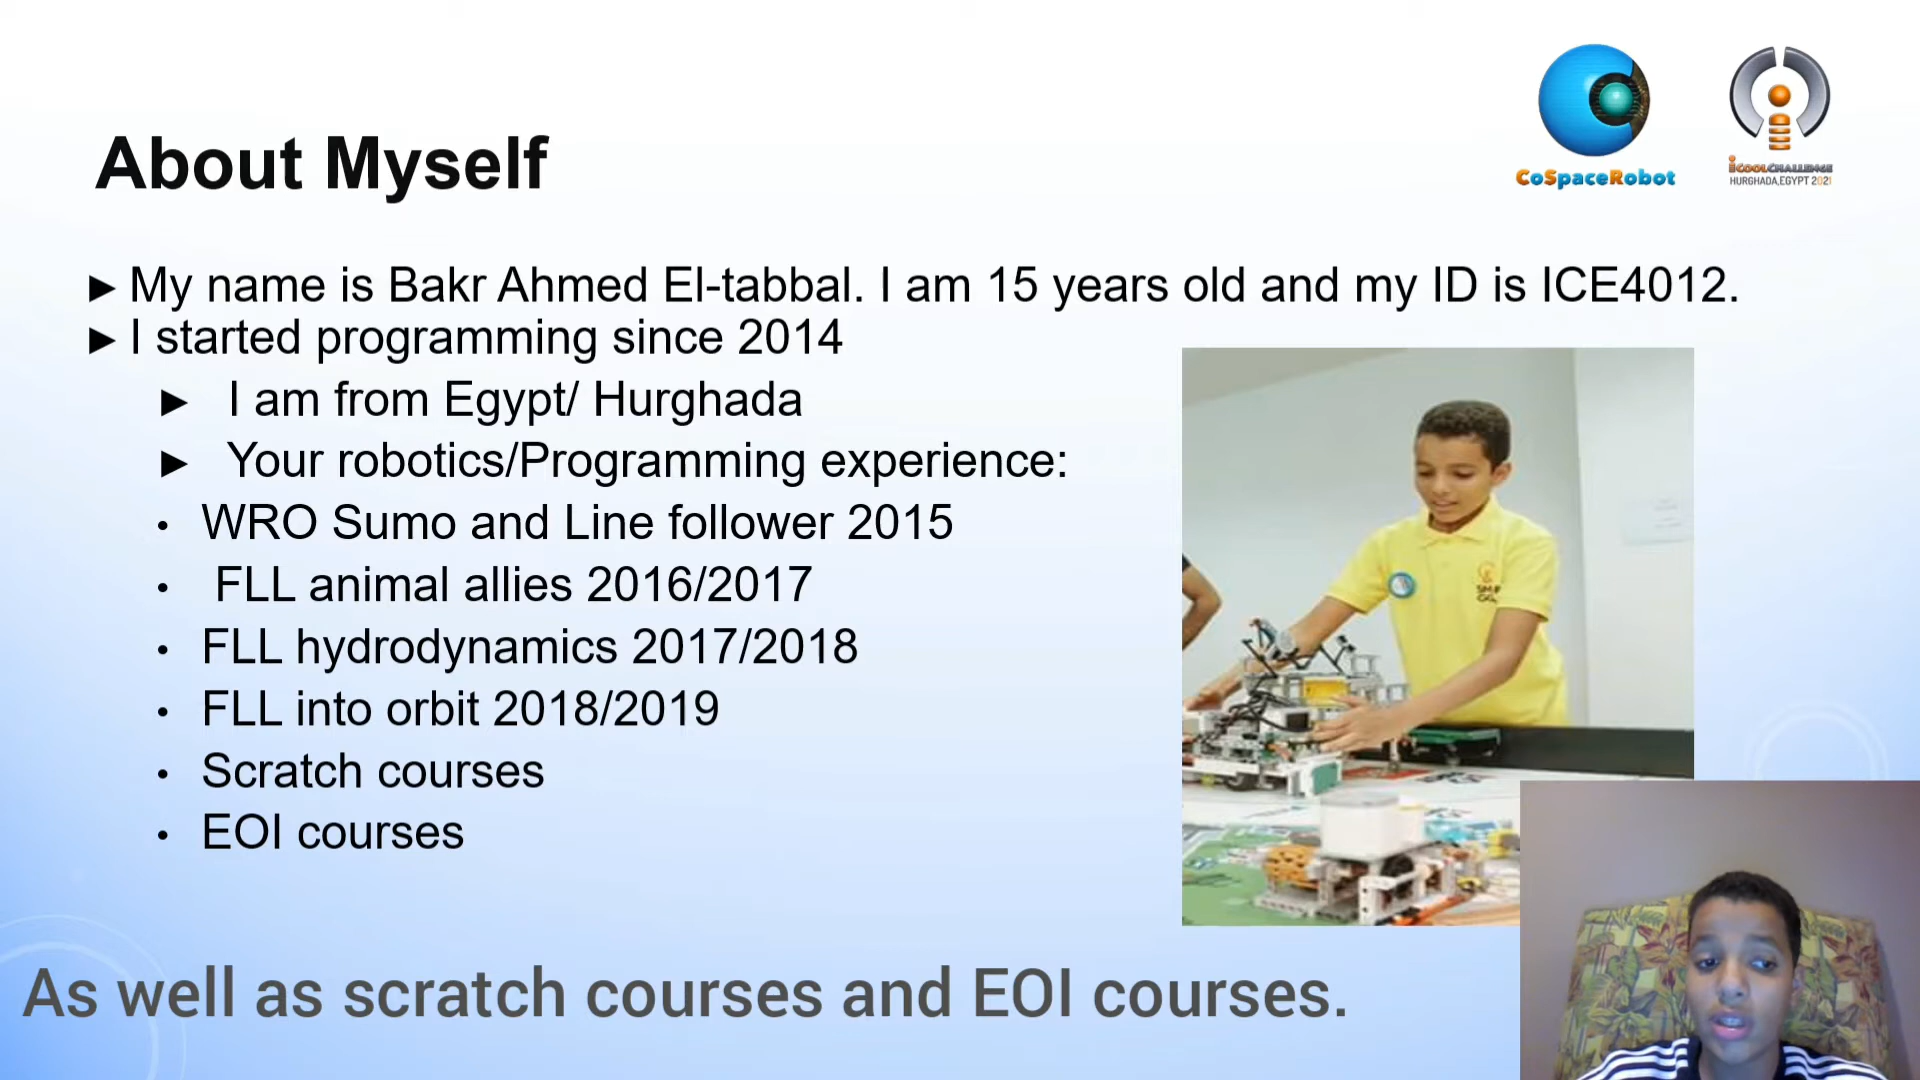 CoSpaceRobot
iCOOLCHALLENGE
HURGHADA, EGYPT 2021
About Myself
► My name is Bakr Ahmed El-tabbal. I am 15 years old and my ID is ICE4012.
► I started programming since 2014
► I am from Egypt/ Hurghada
► Your robotics/Programming experience:
• WRO Sumo and Line follower 2015
• FLL animal allies 2016/2017
• FLL hydrodynamics 2017/2018
• FLL into orbit 2018/2019
• Scratch courses
• EOI courses
As well as scratch courses and EOI courses.